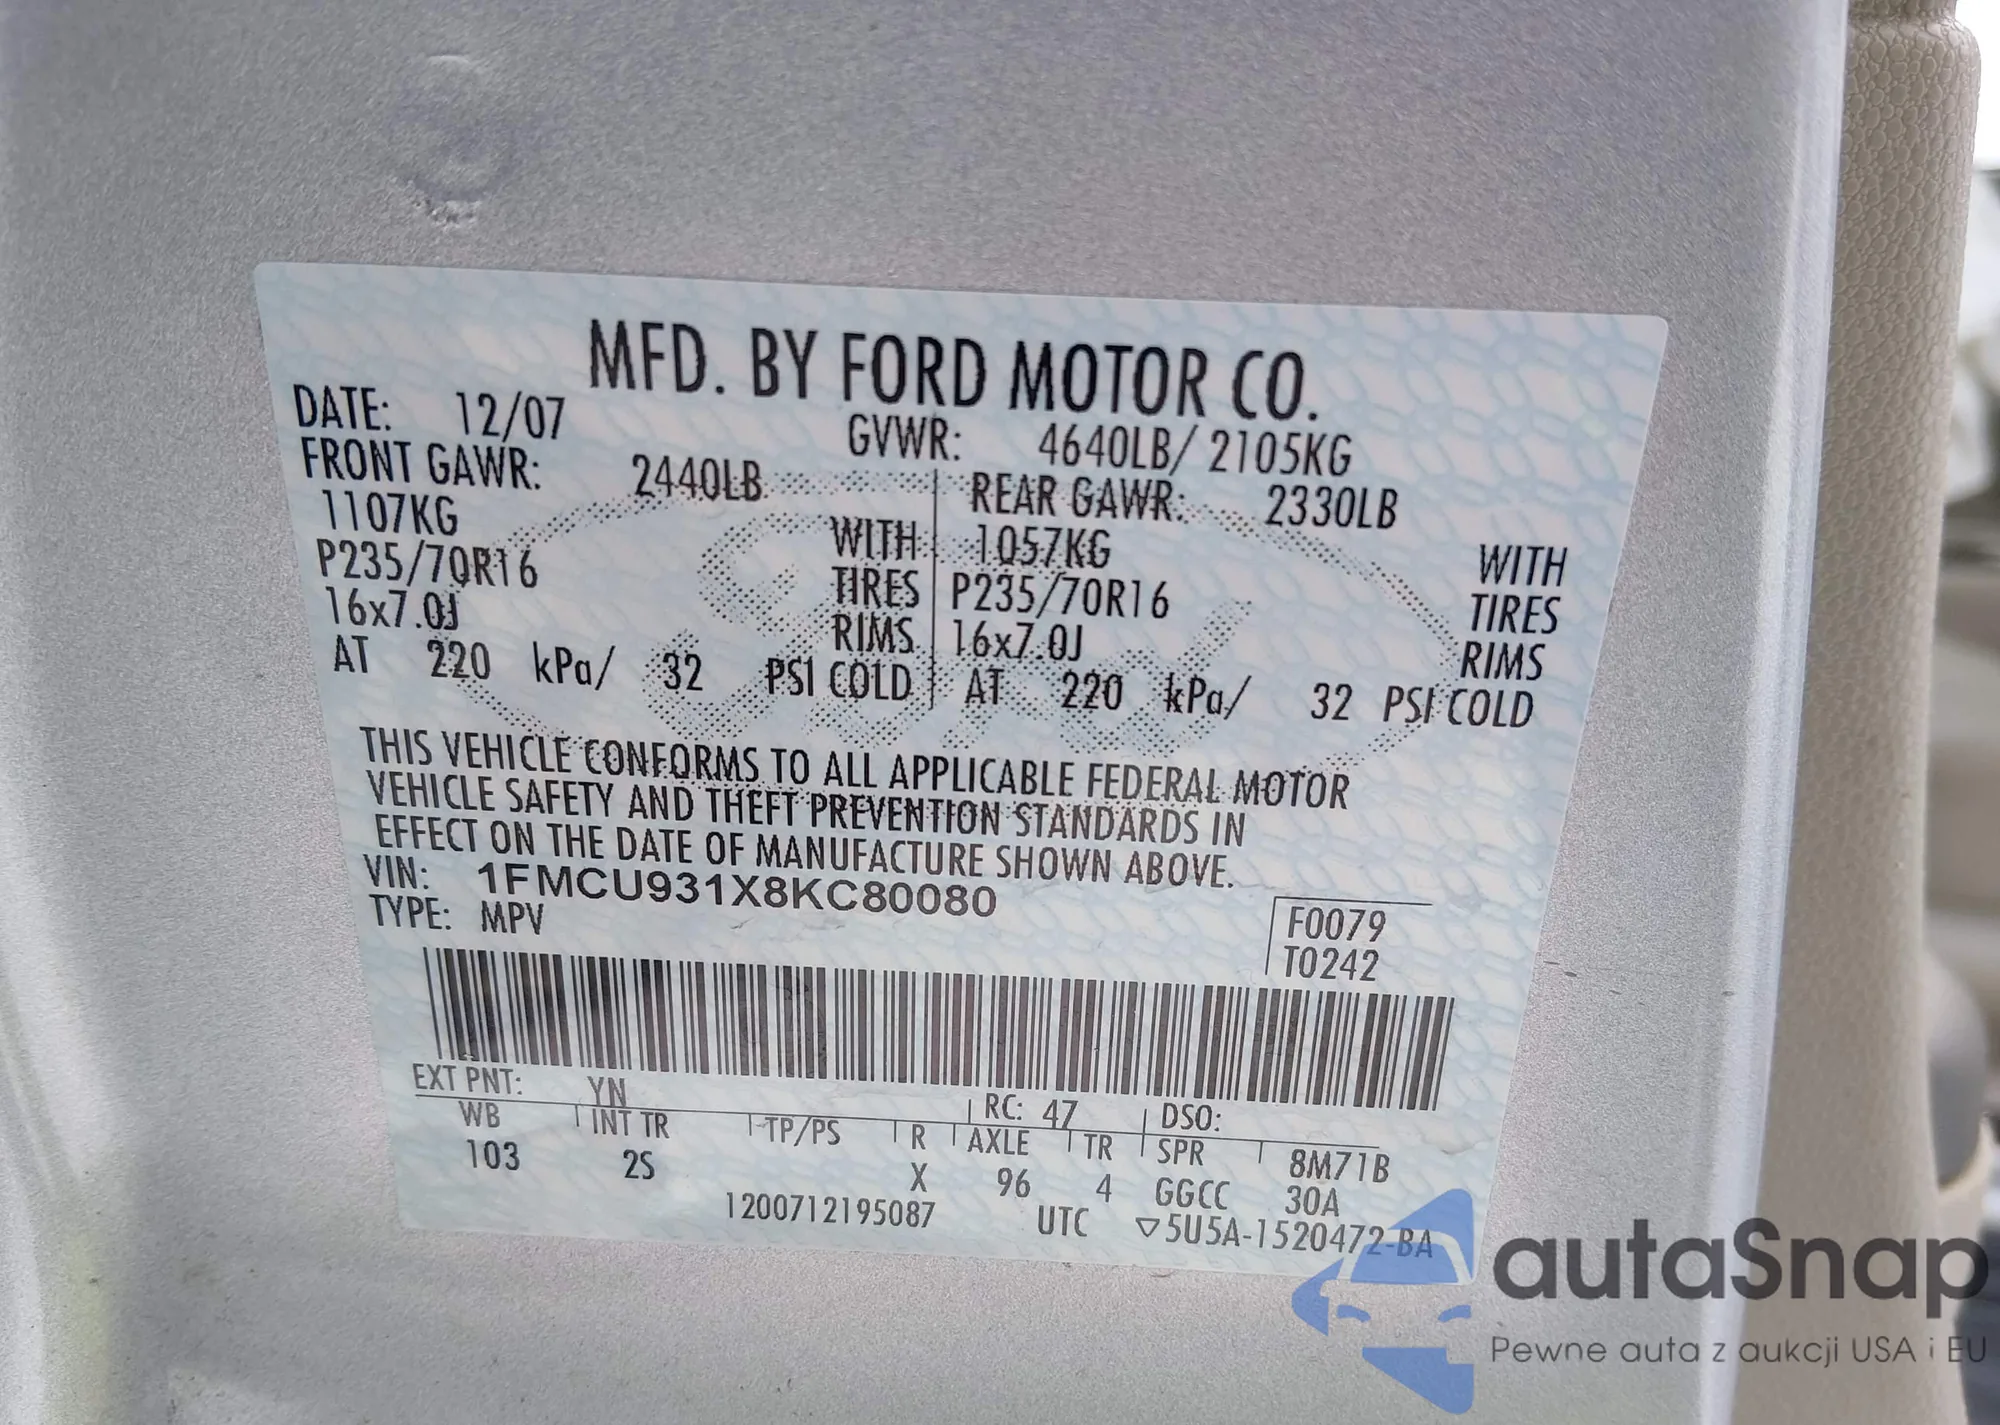 MFD. BY FORD MOTOR CO.
DATE: 12/07 GVWR: 4640LB/ 2105KG
FRONT GAWR: 2440LB REAR GAWR: 2330LB
1107KG WITH 1057KG WITH
P235/70R16 TIRES P235/70R16 TIRES
16x7.0J RIMS 16x7.0J RIMS
AT 220 kPa/ 32 PSI COLD AT 220 kPa/ 32 PSI COLD
THIS VEHICLE CONFORMS TO ALL APPLICABLE FEDERAL MOTOR
VEHICLE SAFETY AND THEFT PREVENTION STANDARDS IN
EFFECT ON THE DATE OF MANUFACTURE SHOWN ABOVE.
VIN: 1FMCU931X8KC80080
TYPE: MPV
F0079
T0242
EXT PNT: YN RC: 47 DSO:
WB INT TR TP/PS R AXLE TR SPR 8M71B
103 2S X 96 4 GGCC 30A
1200712195087 UTC ▽5U5A-1520472-BA
autaSnap
Pewne auta z aukcji USA i EU